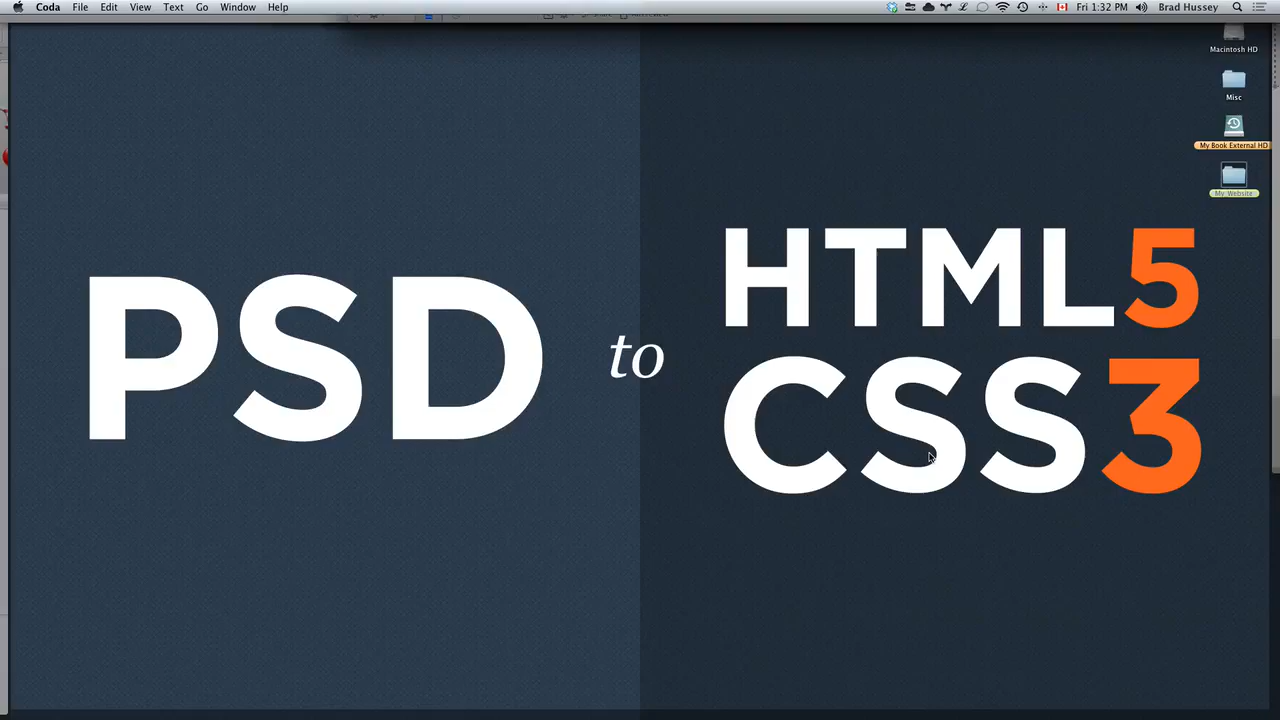 Coda File Edit View Text Go Window Help
Fri 1:32 PM Brad Hussey
Macintosh HD
Misc
My Book External HD
My Website
PSD
to
HTML5
CSS3